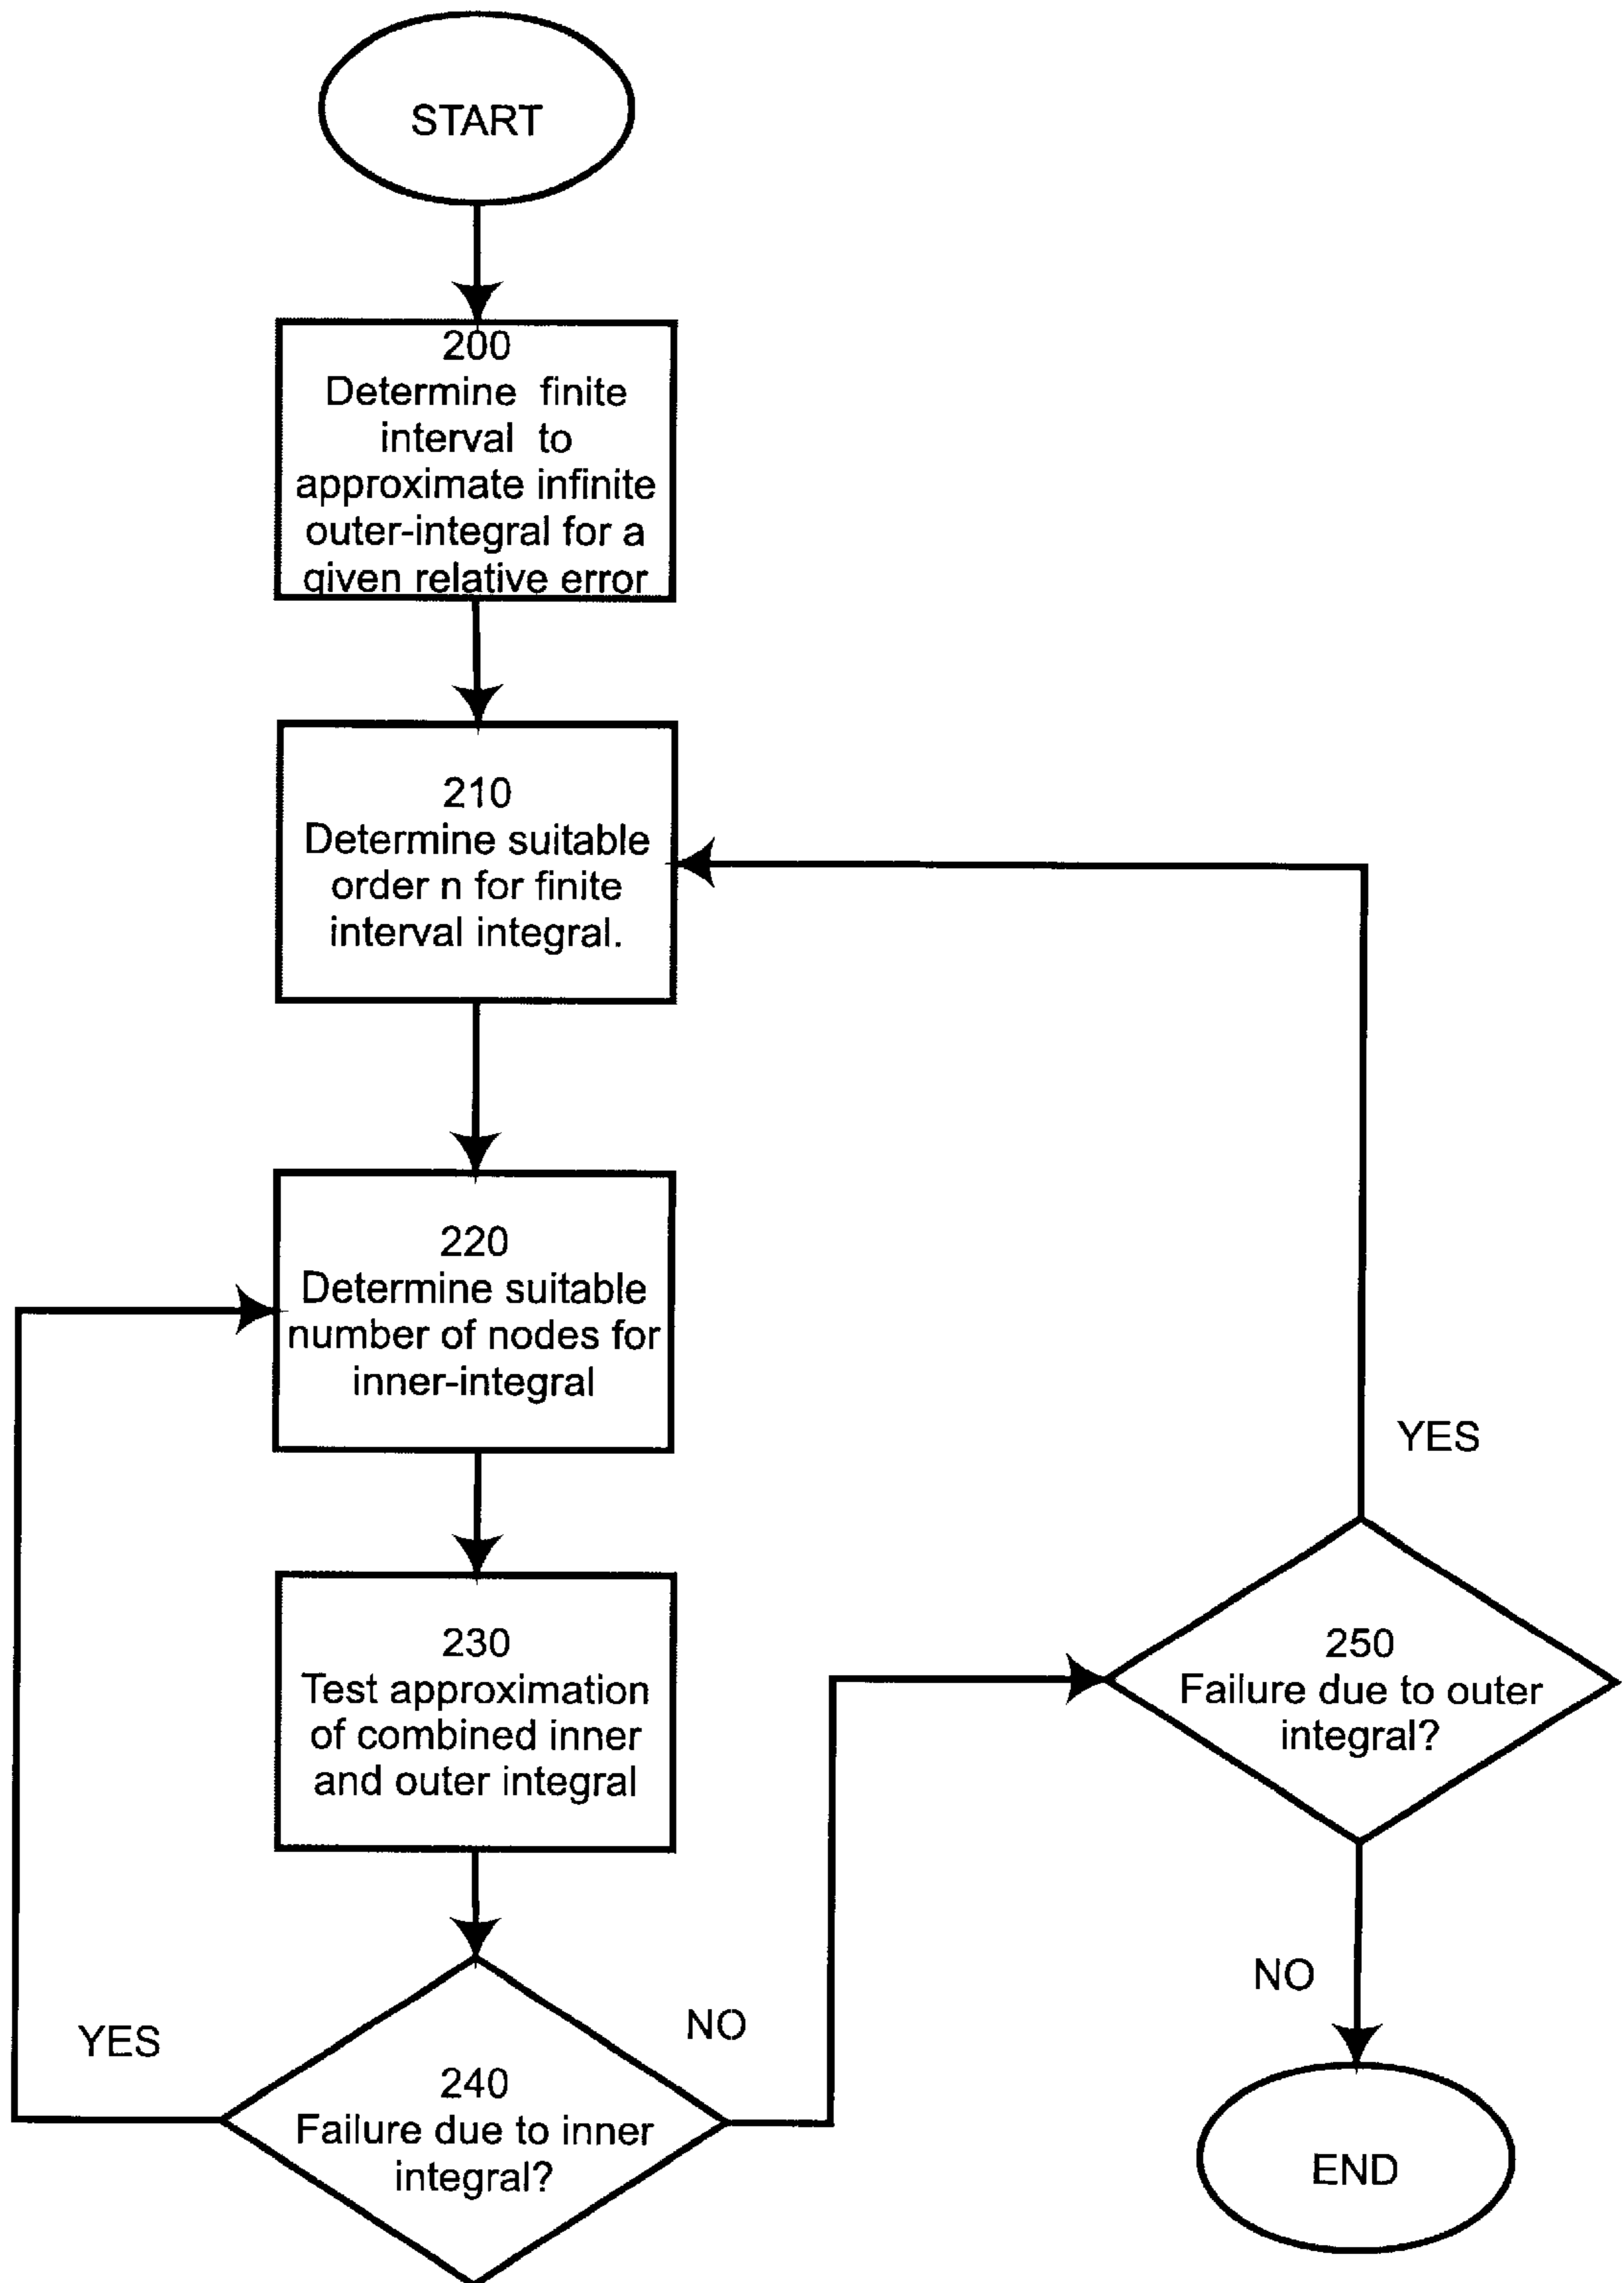 START
200
Determine finite
interval to
approximate infinite
outer-integral for a
given relative error
210
Determine suitable
order n for finite
interval integral.
220
Determine suitable
number of nodes for
inner-integral
YES
230
Test approximation
of combined inner
and outer integral
250
Failure due to outer
integral?
NO
NO
YES
240
Failure due to inner
integral?
END